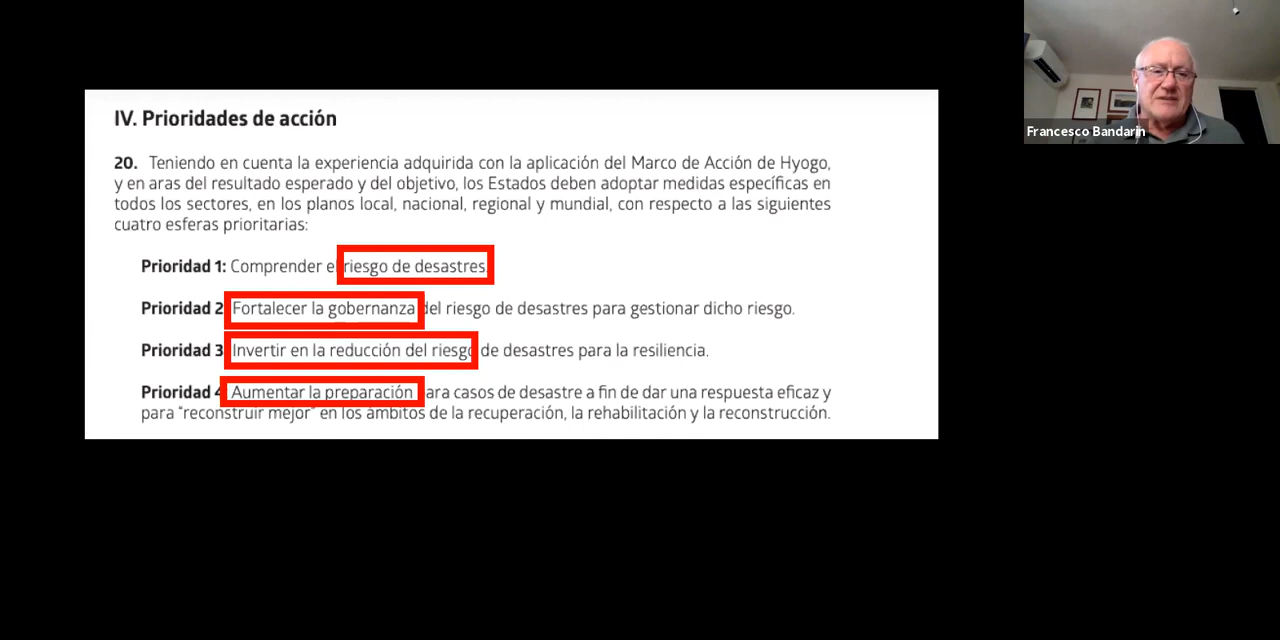 IV. Prioridades de acción
20. Teniendo en cuenta la experiencia adquirida con la aplicación del Marco de Acción de Hyogo,
y en aras del resultado esperado y del objetivo, los Estados deben adoptar medidas específicas en
todos los sectores, en los planos local, nacional, regional y mundial, con respecto a las siguientes
cuatro esferas prioritarias:
Prioridad 1: Comprender el riesgo de desastres.
Prioridad 2 Fortalecer la gobernanza del riesgo de desastres para gestionar dicho riesgo.
Prioridad 3 Invertir en la reducción del riesgo de desastres para la resiliencia.
Prioridad 4 Aumentar la preparación para casos de desastre a fin de dar una respuesta eficaz y
para “reconstruir mejor” en los ámbitos de la recuperación, la rehabilitación y la reconstrucción.
Francesco Bandarin